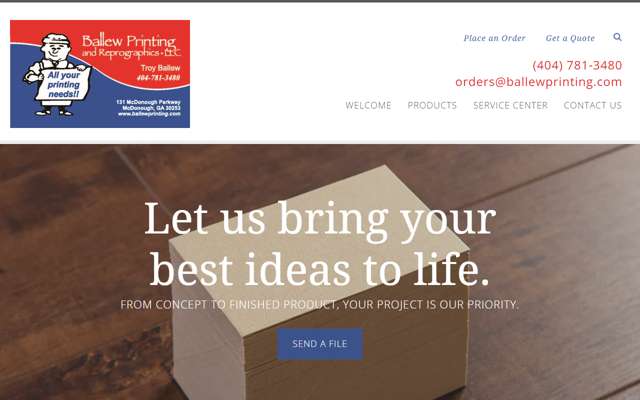 Ballew Printing
and Reprographics • LLC
Troy Ballew
404-781-3480
All your
printing
needs!!
131 McDonough Parkway
McDonough, GA 30253
www.ballewprinting.com
Place an Order
Get a Quote
(404) 781-3480
orders@ballewprinting.com
WELCOME PRODUCTS SERVICE CENTER CONTACT US
Let us bring your
best ideas to life.
FROM CONCEPT TO FINISHED PRODUCT, YOUR PROJECT IS OUR PRIORITY.
SEND A FILE